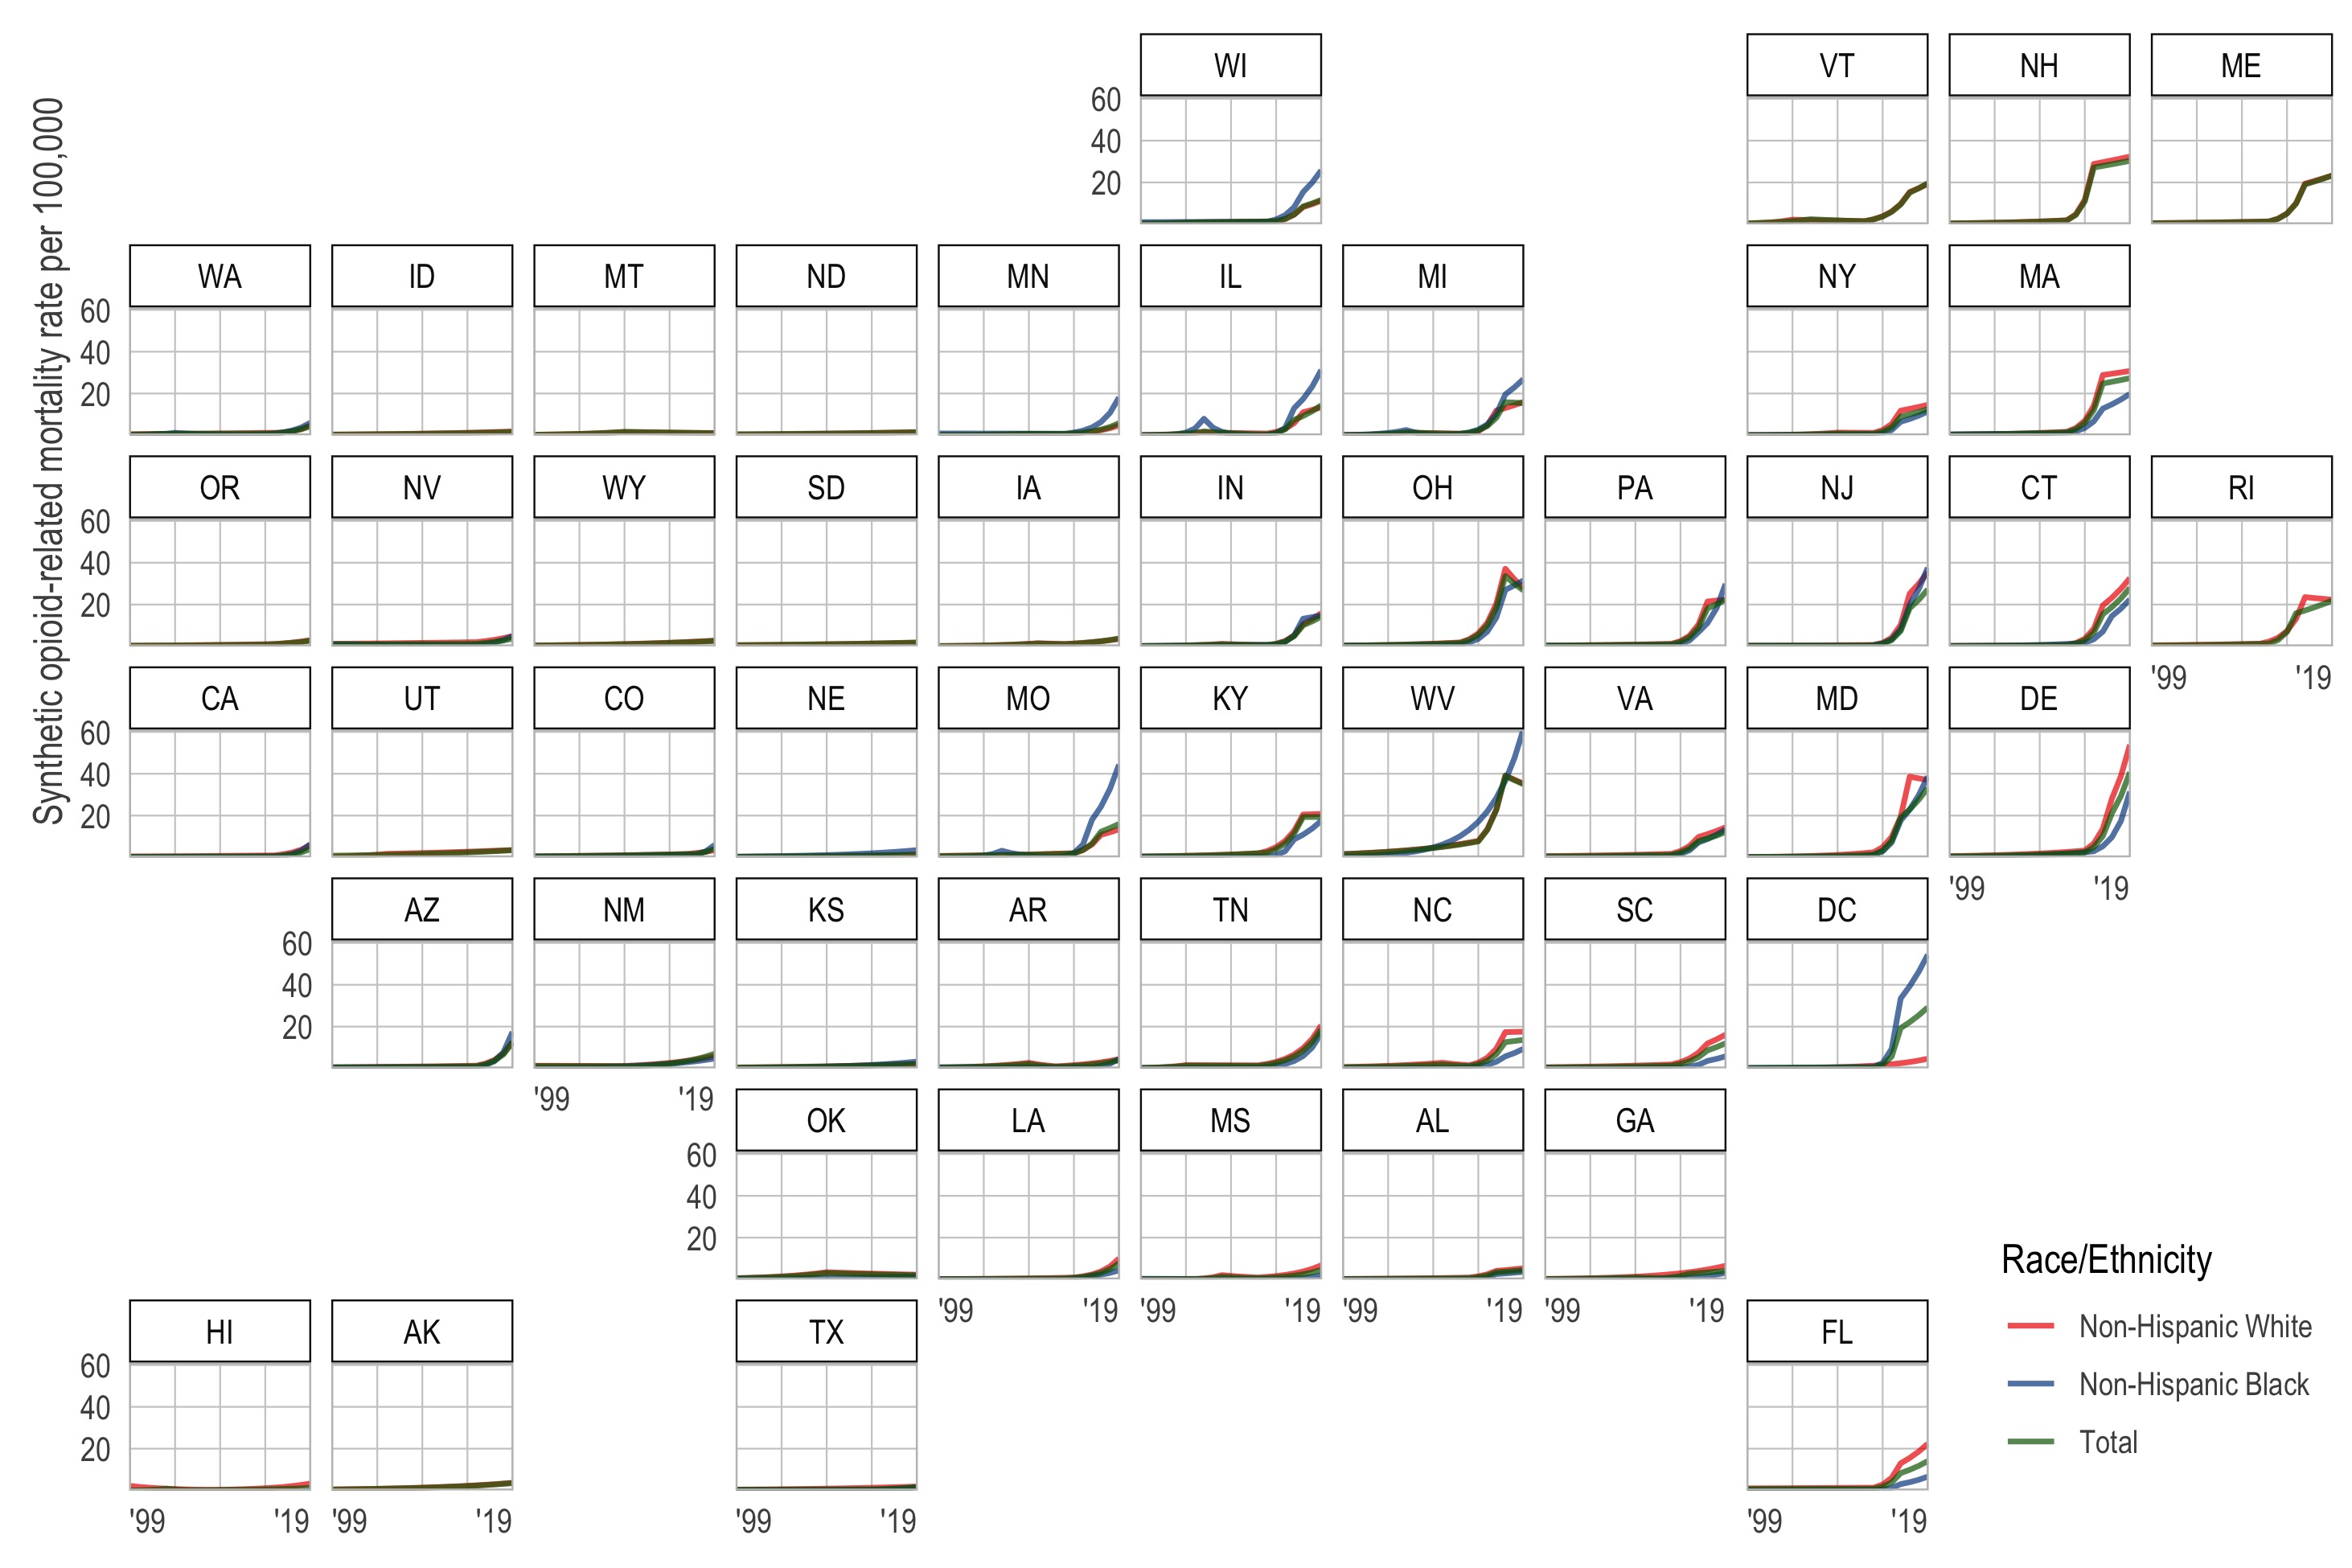 Synthetic opioid-related mortality rate per 100,000
WI VT NH ME
60
40
20
WA ID MT ND MN IL MI NY MA
60
40
20
OR NV WY SD IA IN OH PA NJ CT RI
60
40
20
'99 '19
CA UT CO NE MO KY WV VA MD DE
60
40
20
'99 '19
AZ NM KS AR TN NC SC DC
60
40
20
'99 '19
OK LA MS AL GA
60
40
20
'99 '19 '99 '19 '99 '19 '99 '19
HI AK TX FL
60
40
20
'99 '19 '99 '19 '99 '19 '99 '19
Race/Ethnicity
Non-Hispanic White
Non-Hispanic Black
Total